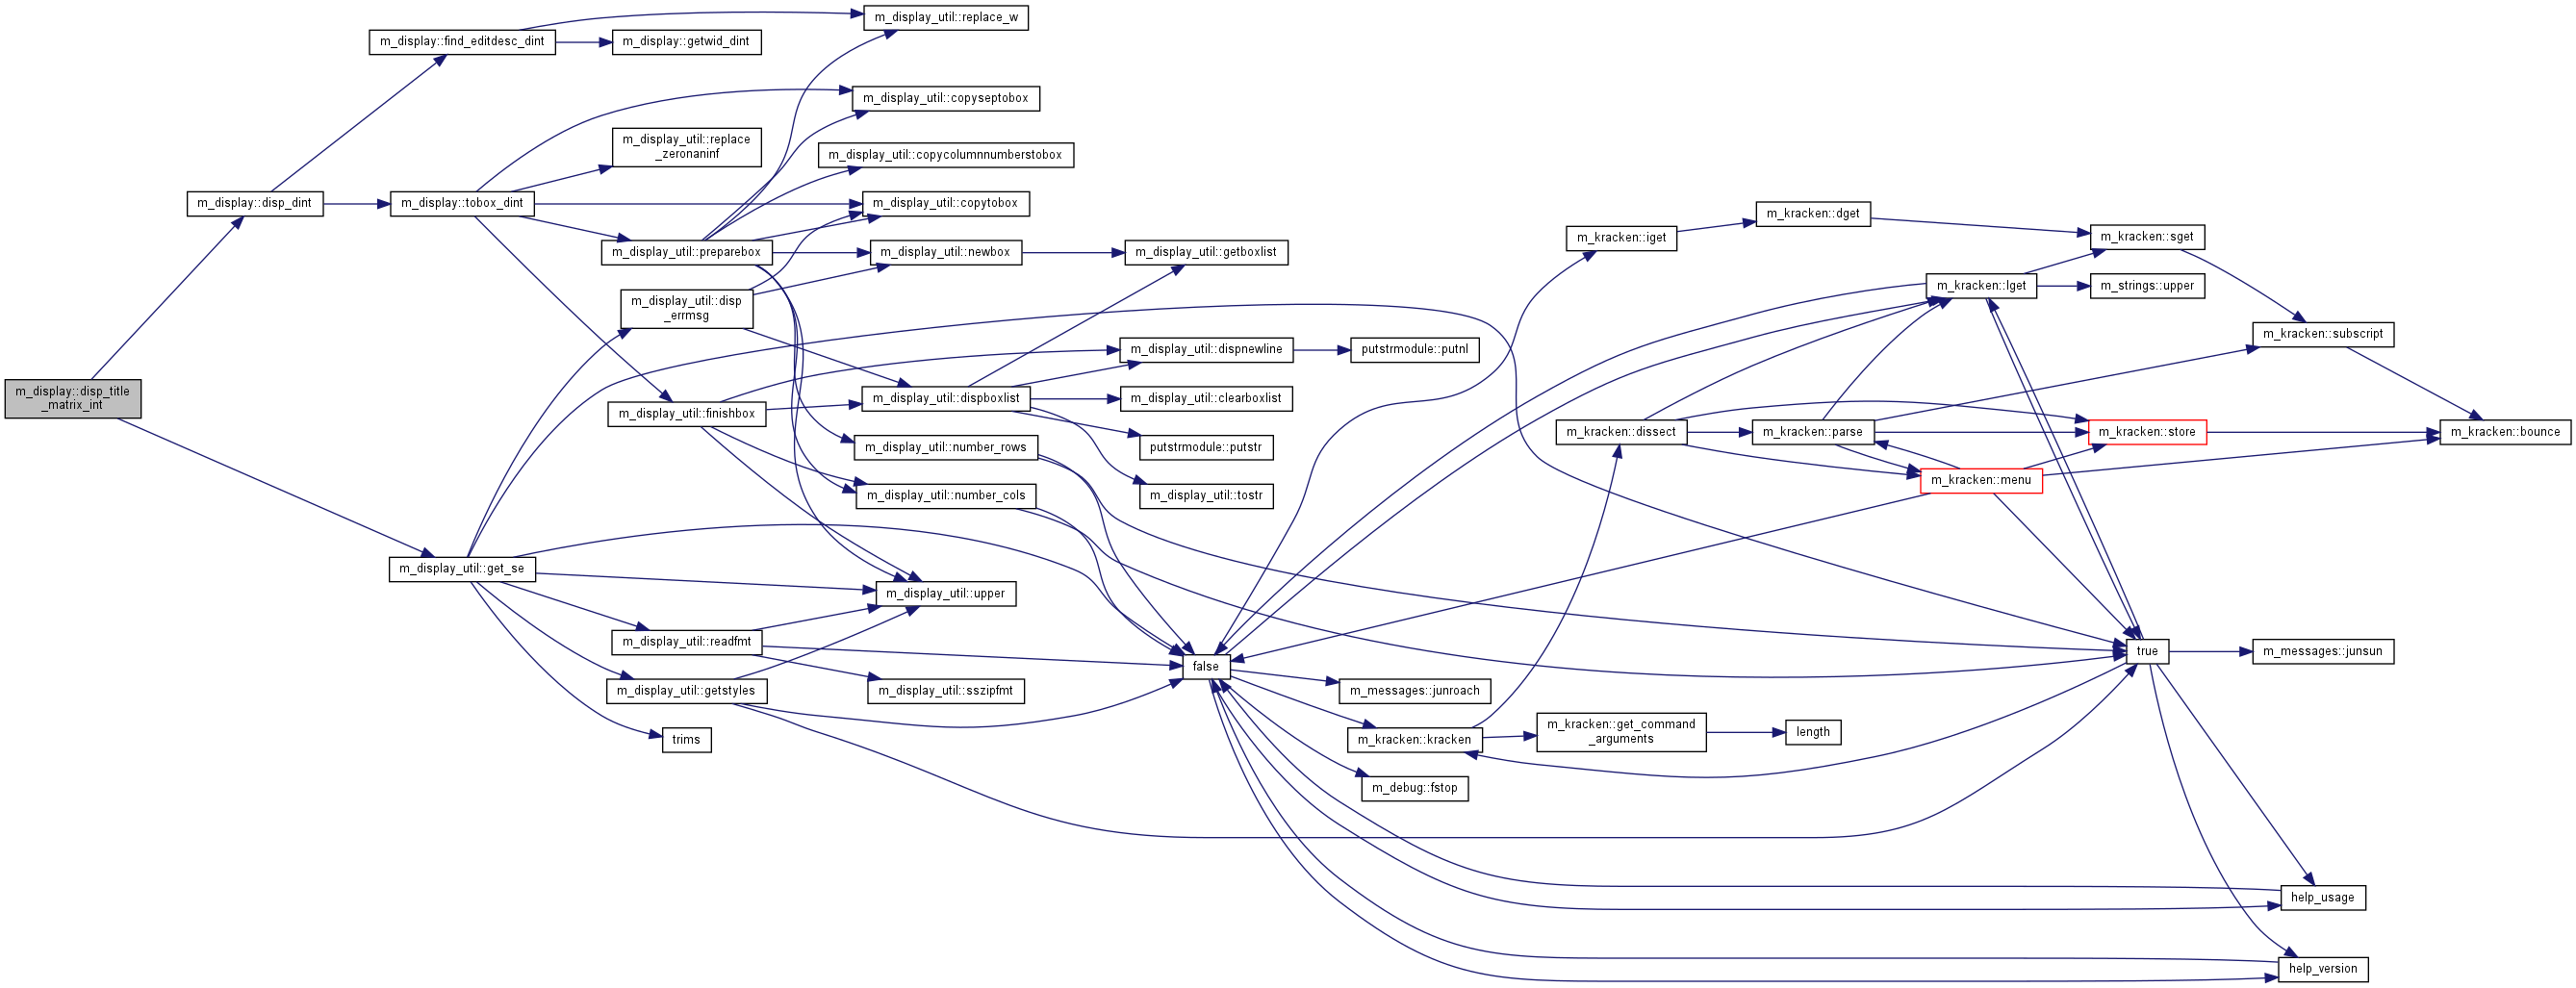 m_display::disp_title
_matrix_int
m_display::disp_dint
m_display::find_editdesc_dint
m_display_util::replace_w
m_display::getwid_dint
m_display::tobox_dint
m_display_util::copyseptobox
m_display_util::replace
_zeronaninf
m_display_util::copycolumnnumberstobox
m_display_util::copytobox
m_display_util::preparebox
m_display_util::newbox
m_display_util::getboxlist
m_display_util::disp
_errmsg
m_display_util::dispnewline
putstrmodule::putnl
m_display_util::finishbox
m_display_util::dispboxlist
m_display_util::clearboxlist
m_display_util::number_rows
putstrmodule::putstr
m_display_util::number_cols
m_display_util::tostr
m_display_util::get_se
m_display_util::upper
m_display_util::readfmt
m_display_util::getstyles
m_display_util::sszipfmt
trims
false
m_messages::junroach
m_kracken::kracken
m_debug::fstop
m_kracken::iget
m_kracken::dget
m_kracken::sget
m_kracken::lget
m_strings::upper
m_kracken::subscript
m_kracken::dissect
m_kracken::parse
m_kracken::store
m_kracken::bounce
m_kracken::menu
true
m_messages::junsun
m_kracken::get_command
_arguments
length
help_usage
help_version